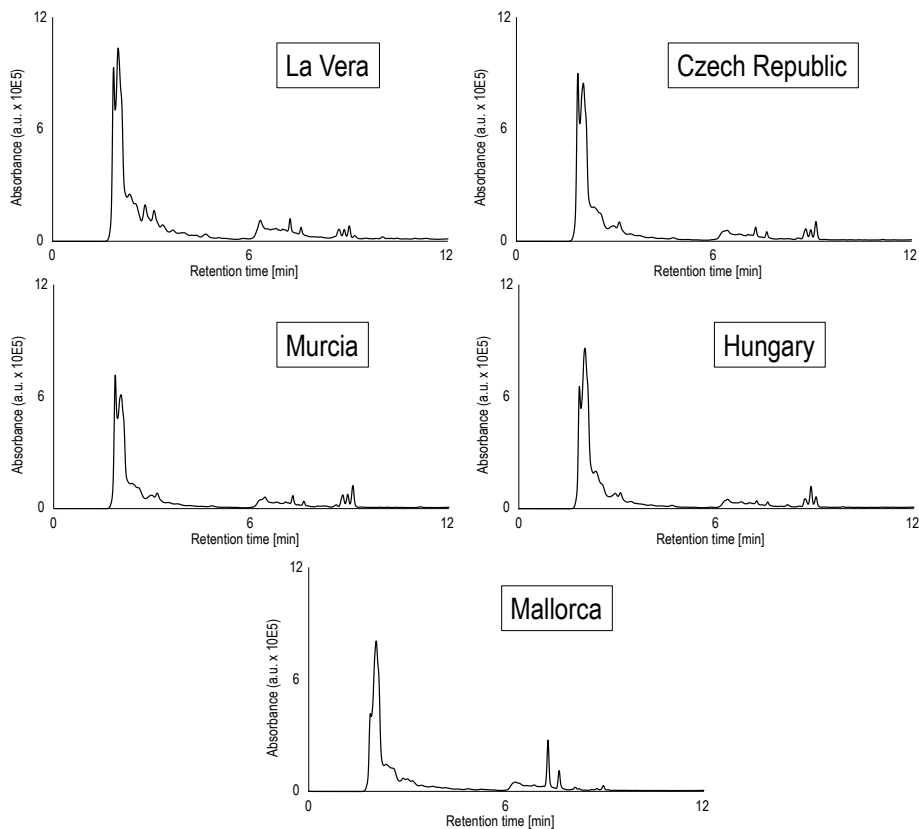 12
La Vera
Absorbance (a.u. x 10E5)
6
0
0
6
12
Retention time [min]
12
Czech Republic
Absorbance (a.u. x 10E5)
6
0
0
6
12
Retention time [min]
12
Murcia
Absorbance (a.u. x 10E5)
6
0
0
6
12
Retention time [min]
12
Hungary
Absorbance (a.u. x 10E5)
6
0
0
6
12
Retention time [min]
12
Mallorca
Absorbance (a.u. x 10E5)
6
0
0
6
12
Retention time [min]